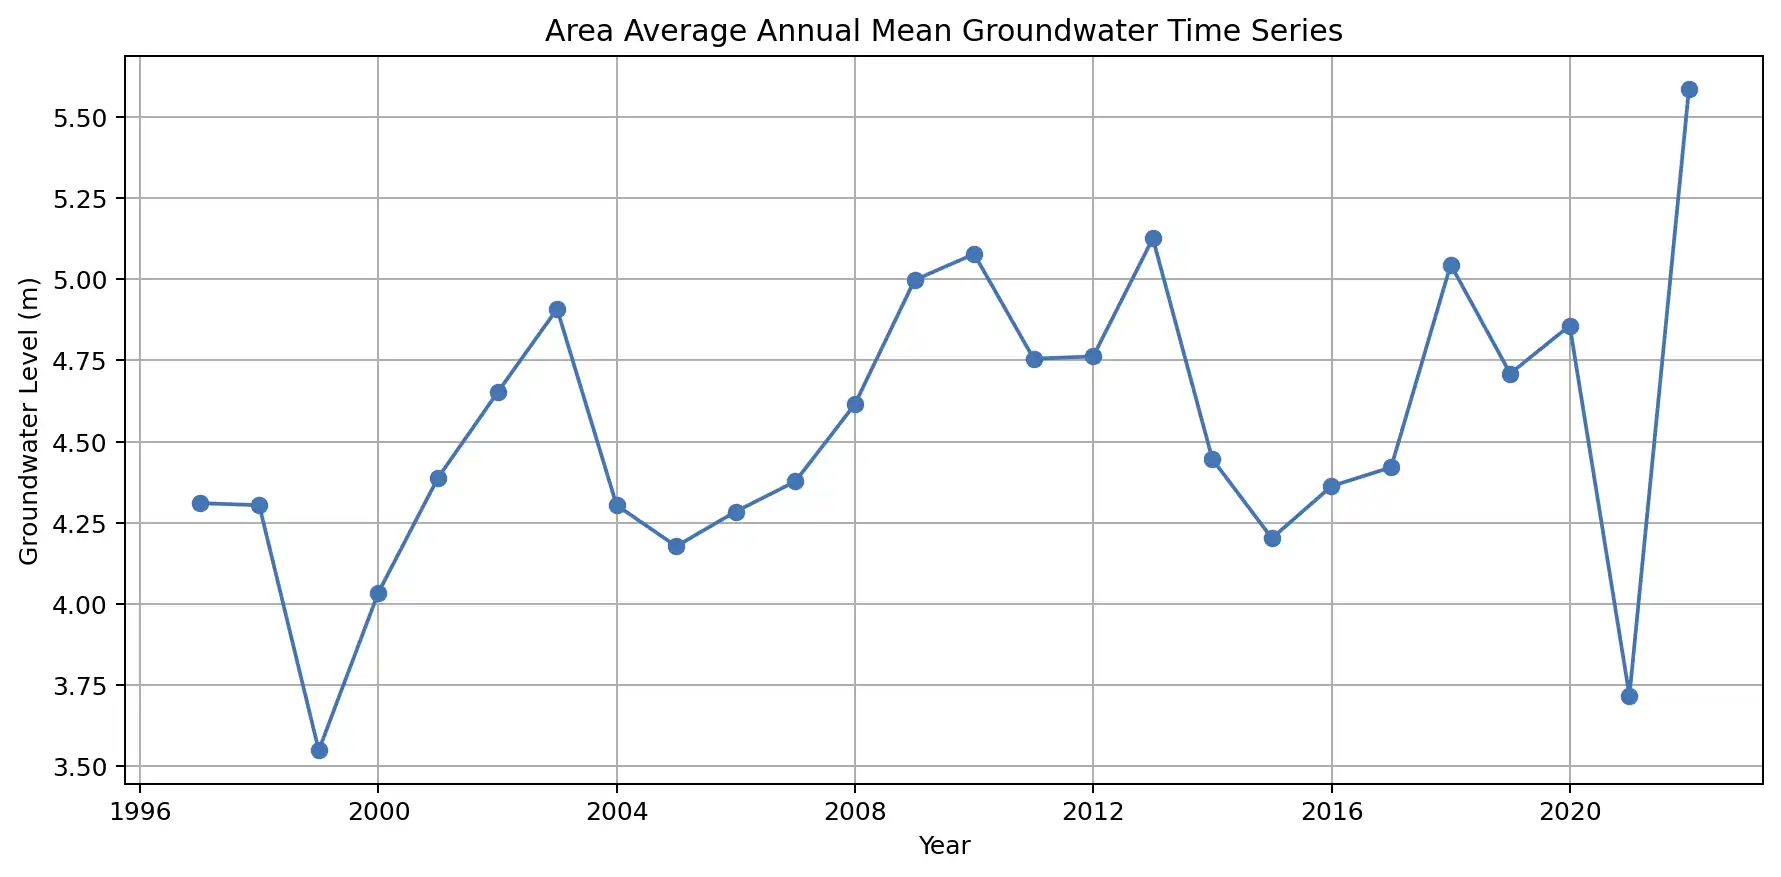 Area Average Annual Mean Groundwater Time Series
Groundwater Level (m)
5.50
5.25
5.00
4.75
4.50
4.25
4.00
3.75
3.50
1996 2000 2004 2008 2012 2016 2020
Year